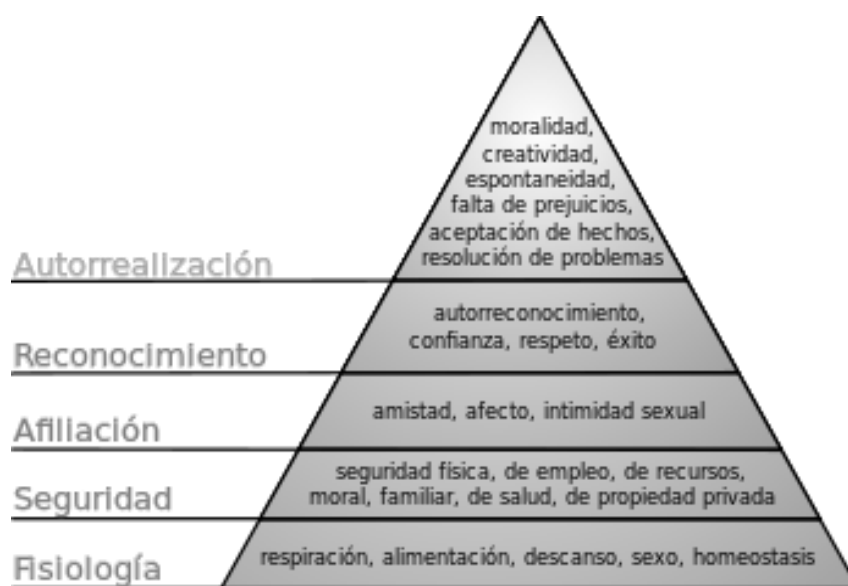 moralidad,
creatividad,
espontaneidad,
falta de prejuicios,
aceptación de hechos,
resolución de problemas
Autorrealización
autorreconocimiento,
confianza, respeto, éxito
Reconocimiento
amistad, afecto, intimidad sexual
Afiliación
seguridad física, de empleo, de recursos,
moral, familiar, de salud, de propiedad privada
Seguridad
respiración, alimentación, descanso, sexo, homeostasis
Fisiología